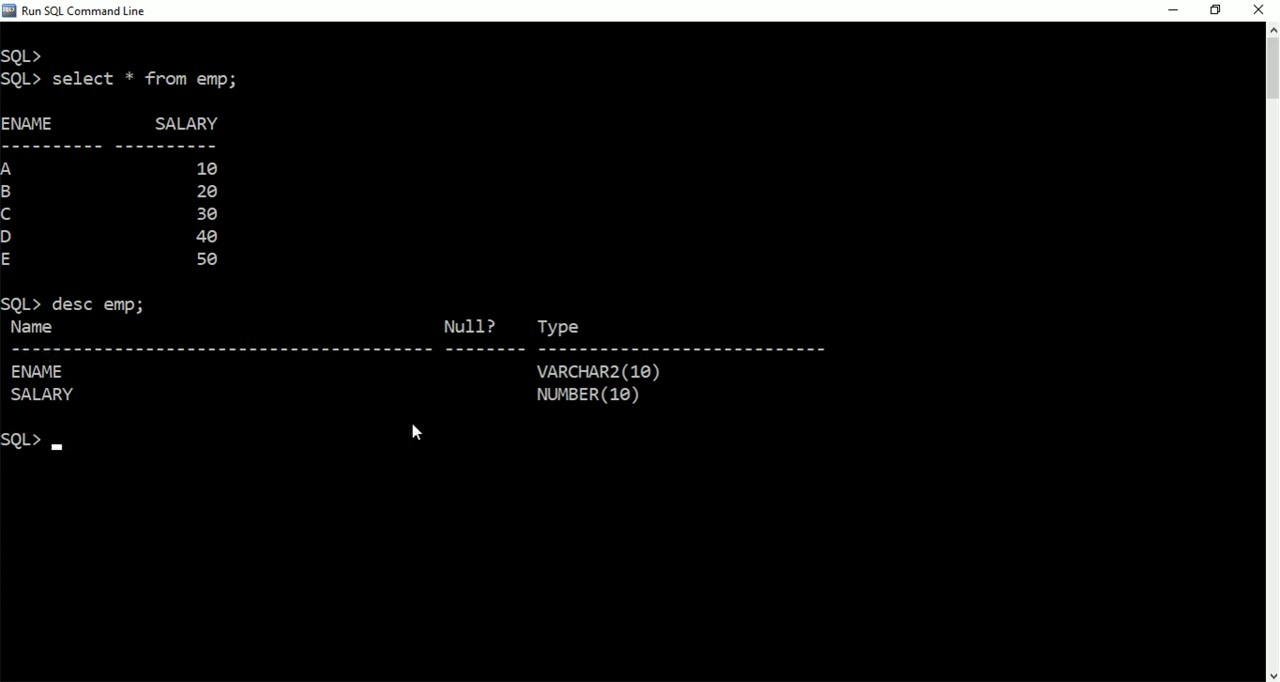 Run SQL Command Line
SQL>
SQL> select * from emp;
ENAME          SALARY
---------- ----------
A                  10
B                  20
C                  30
D                  40
E                  50
SQL> desc emp;
 Name                                      Null?    Type
 ----------------------------------------- -------- ----------------------------
 ENAME                                              VARCHAR2(10)
 SALARY                                             NUMBER(10)
SQL>